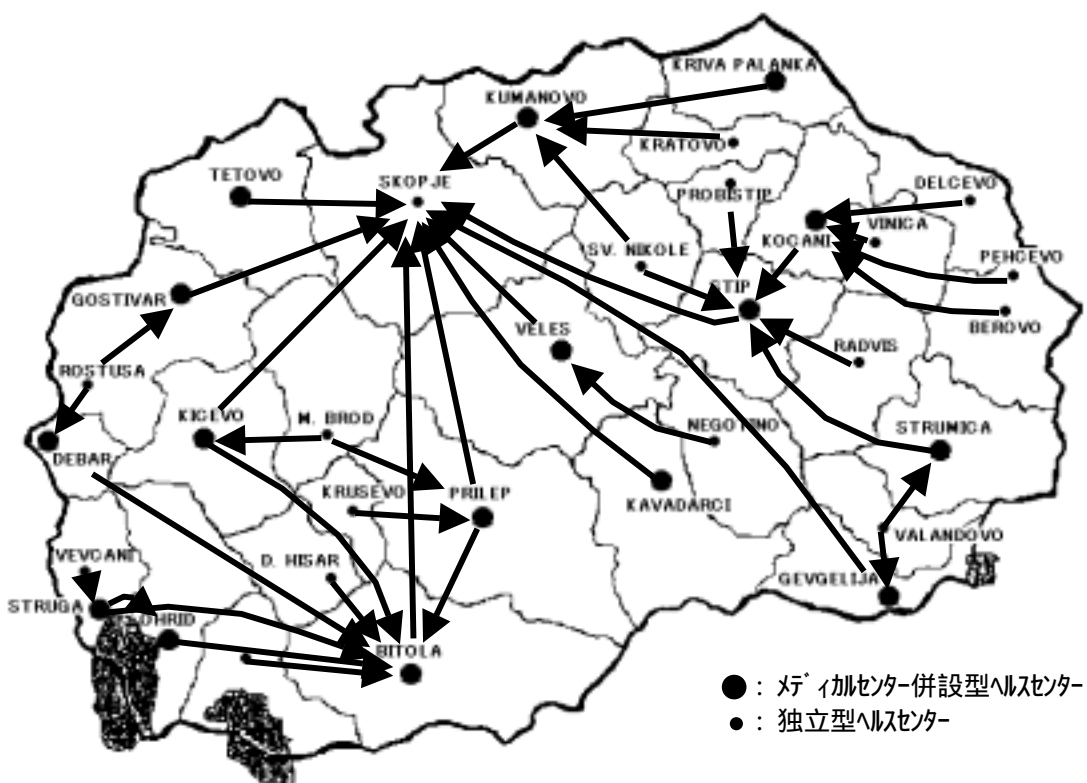 KRIVA PALANKA
KUMANOVO
KRATOVO
TETOVO
SKOPJE
PROBISTIP
DELCEVO
VINICA
KOCANI
SV. NIKOLE
PEHCEVO
STIP
GOSTIVAR
BEROVO
VELES
RADVIS
ROSTUSA
KICEVO
M. BROD
NEGOTINO
STRUMICA
DEBAR
KRUSEVO
PRILEP
KAVADARCI
VALANDOVO
VEVCANI
D. HISAR
GEVGELIJA
STRUGA
OHRID
BITOLA
● : メディカルセンター併設型ヘルスセンター
● : 独立型ヘルスセンター